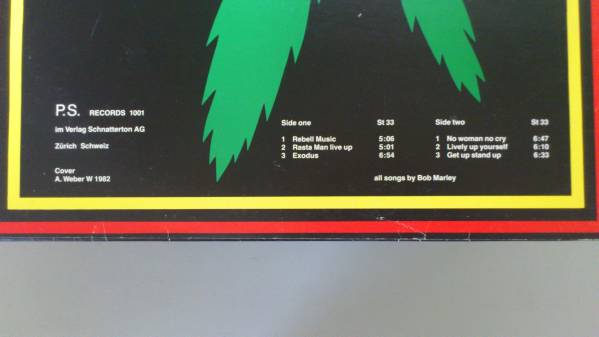 P.S. RECORDS 1001
im Verlag Schnatterton AG
Zürich Schweiz
Cover
A. Weber W 1982
Side one St 33
1 Rebell Music 5:06
2 Rasta Man live up 5:01
3 Exodus 6:54
Side two St 33
1 No woman no cry 6:47
2 Lively up yourself 6:10
3 Get up stand up 6:33
all songs by Bob Marley